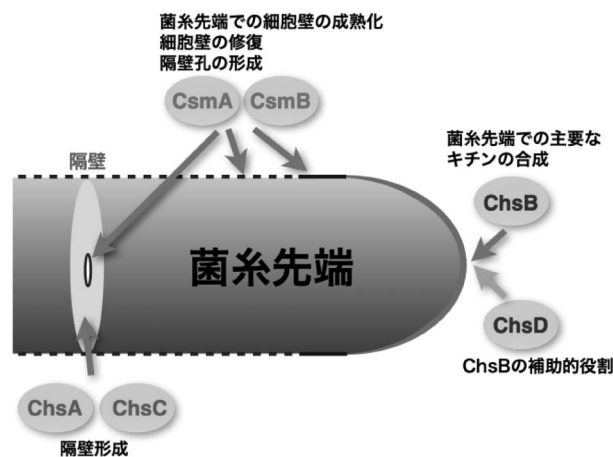 菌糸先端での細胞壁の成熟化
細胞壁の修復
隔壁孔の形成
CsmA
CsmB
隔壁
菌糸先端での主要な
キチンの合成
ChsB
菌糸先端
ChsD
ChsBの補助的役割
ChsA
ChsC
隔壁形成